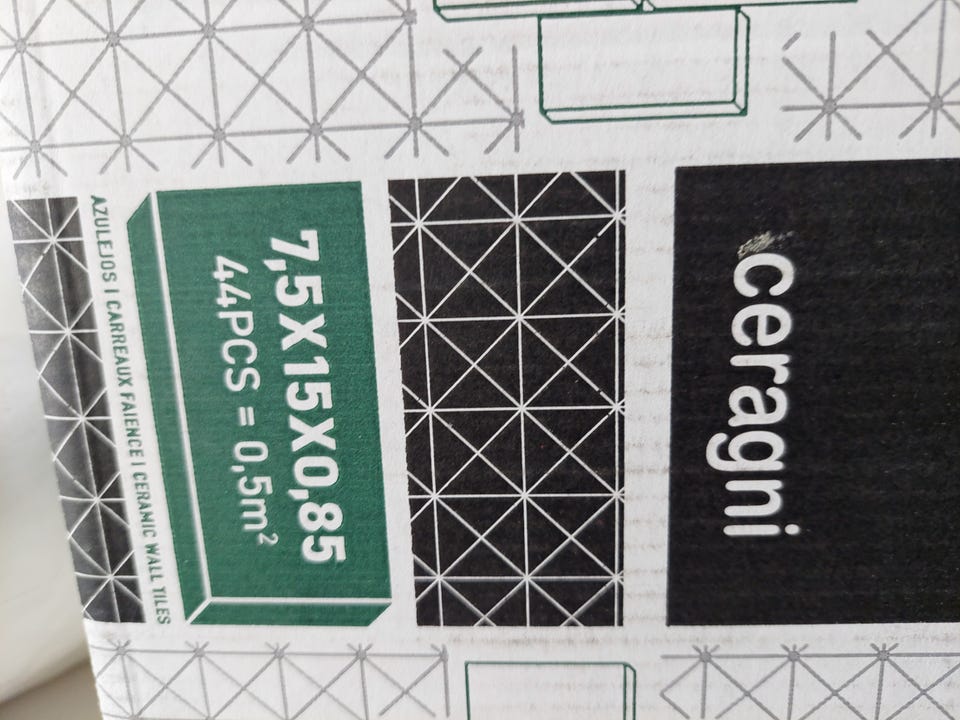 ceragni
7,5X15X0,85
44PCS = 0,5m²
AZULEJOS I CARREAUX FAIENCE I CERAMIC WALL TILES